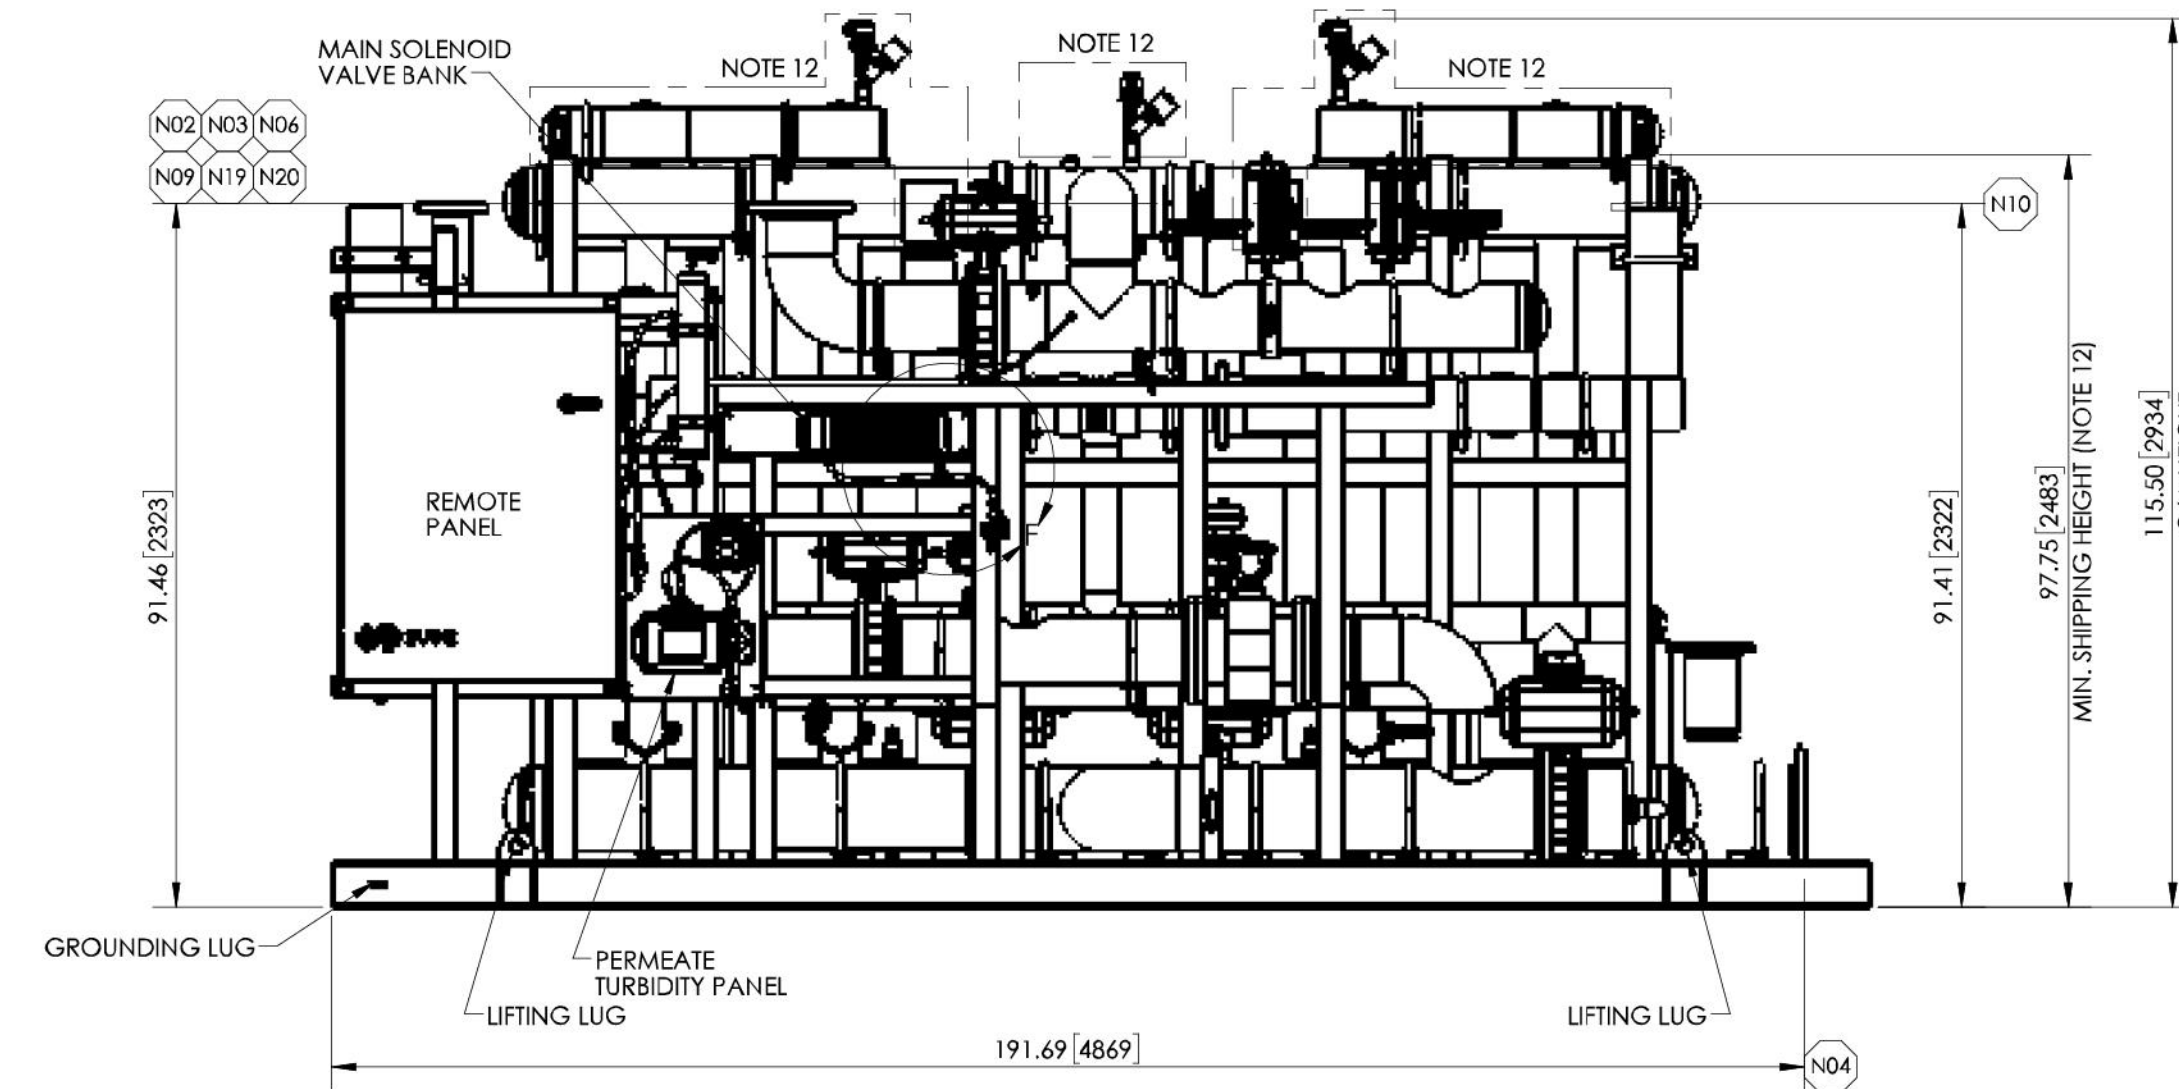 MAIN SOLENOID
VALVE BANK
NOTE 12
NOTE 12
NOTE 12
N02 N03 N06
N09 N19 N20
N10
REMOTE
PANEL
91.46 [2323]
F
91.41 [2322]
97.75 [2483]
MIN. SHIPPING HEIGHT (NOTE 12)
115.50 [2934]
GROUNDING LUG
PERMEATE
TURBIDITY PANEL
LIFTING LUG
LIFTING LUG
191.69 [4869]
N04